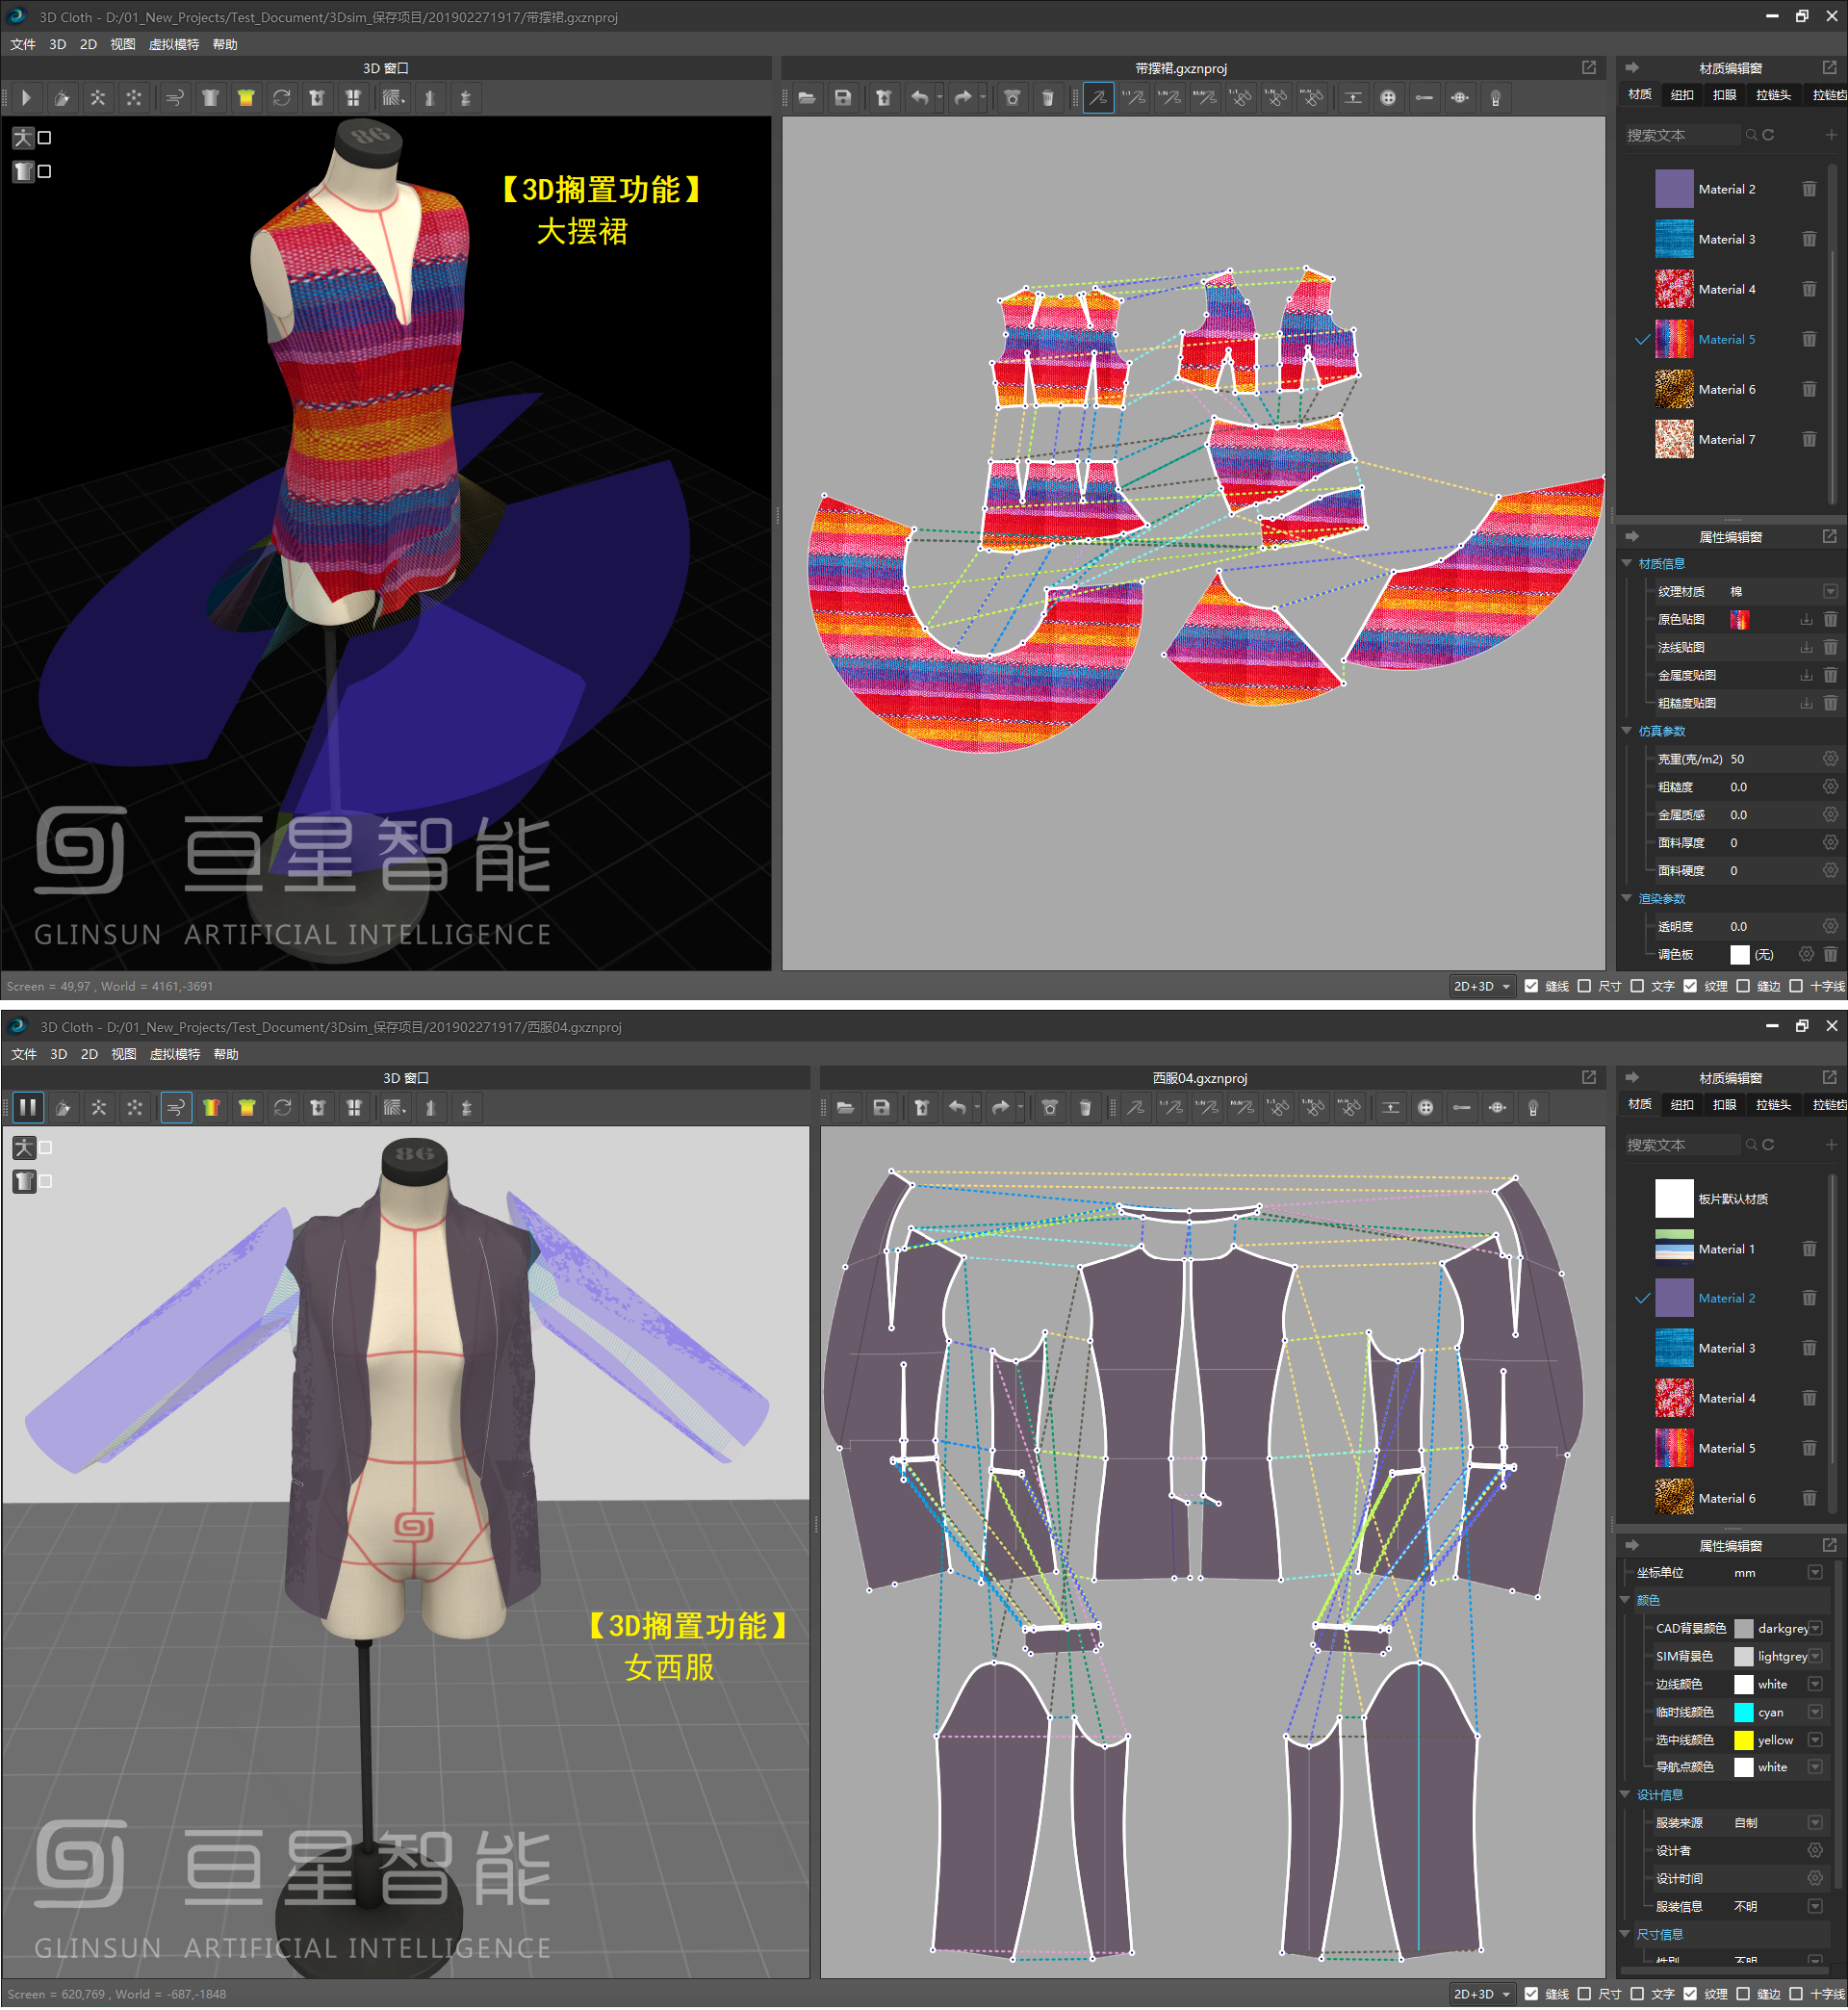 3D Cloth - D:/01_New_Projects/Test_Document/3Dsim_保存项目/201902271917/带摆裙.gxznproj
文件 3D 2D 视图 虚拟模特 帮助
3D 窗口
带摆裙.gxznproj
材质编辑窗
材质 纽扣 扣眼 拉链头 拉链齿
搜索文本
86
【3D搁置功能】
大摆裙
Material 2
Material 3
Material 4
Material 5
Material 6
Material 7
属性编辑窗
材质信息
纹理材质 棉
原色贴图
法线贴图
金属度贴图
粗糙度贴图
仿真参数
克重(克/m2) 50
粗糙度 0.0
金属质感 0.0
面料厚度 0
面料硬度 0
渲染参数
透明度 0.0
调色板 (无)
亘星智能
GLINSUN ARTIFICIAL INTELLIGENCE
Screen = 49,97 , World = 4161,-3691
2D+3D 缝线 尺寸 文字 纹理 缝边 十字线
3D Cloth - D:/01_New_Projects/Test_Document/3Dsim_保存项目/201902271917/西服04.gxznproj
文件 3D 2D 视图 虚拟模特 帮助
3D 窗口
西服04.gxznproj
材质编辑窗
材质 纽扣 扣眼 拉链头 拉链齿
搜索文本
86
板片默认材质
Material 1
Material 2
Material 3
Material 4
Material 5
Material 6
【3D搁置功能】
女西服
属性编辑窗
坐标单位 mm
颜色
CAD背景颜色 darkgrey
SIM背景色 lightgrey
边线颜色 white
临时线颜色 cyan
选中线颜色 yellow
导航点颜色 white
设计信息
服装来源 自制
设计者
设计时间
服装信息 不明
尺寸信息
性别 不明
亘星智能
GLINSUN ARTIFICIAL INTELLIGENCE
Screen = 620,769 , World = -687,-1848
2D+3D 缝线 尺寸 文字 纹理 缝边 十字线